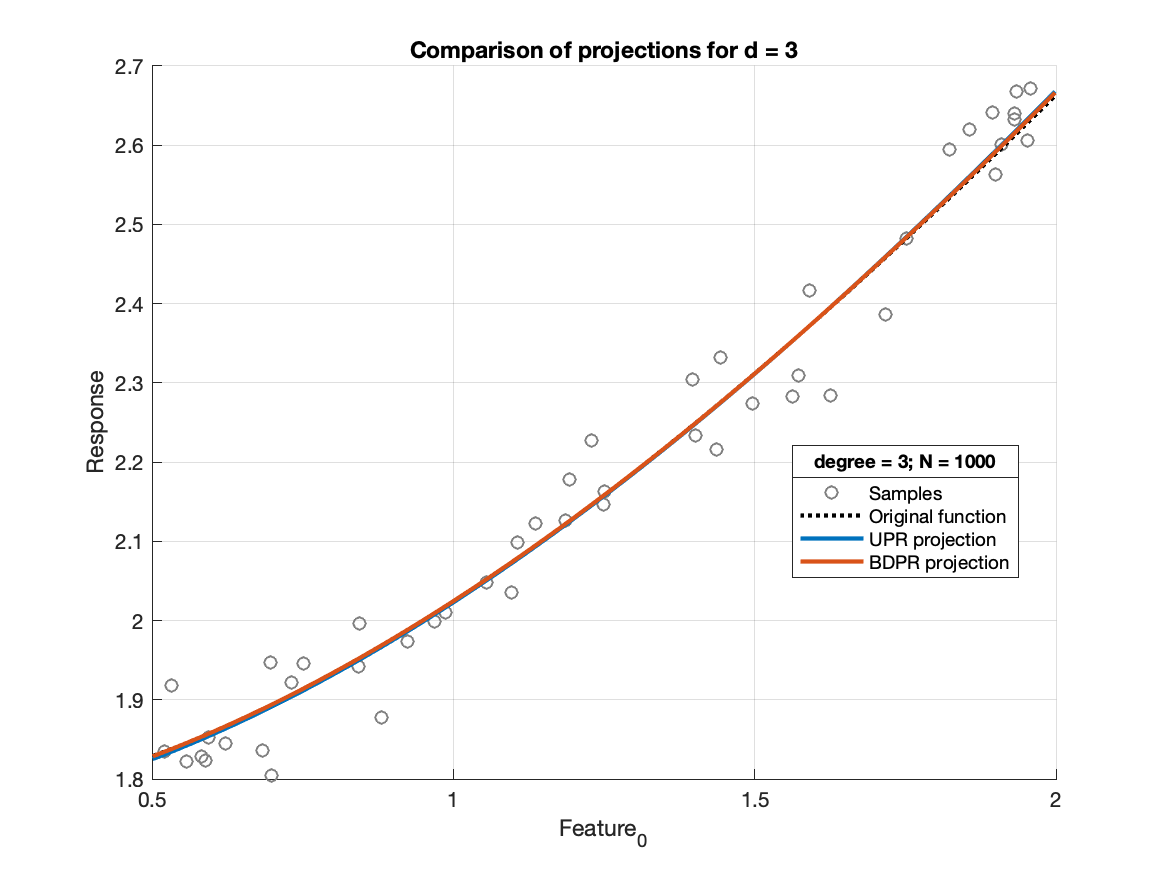 Comparison of projections for d = 3
2.7
2.6
2.5
2.4
2.3
2.2
2.1
2
1.9
1.8
Response
degree = 3; N = 1000
Samples
Original function
UPR projection
BDPR projection
0.5
1
1.5
2
Feature₀